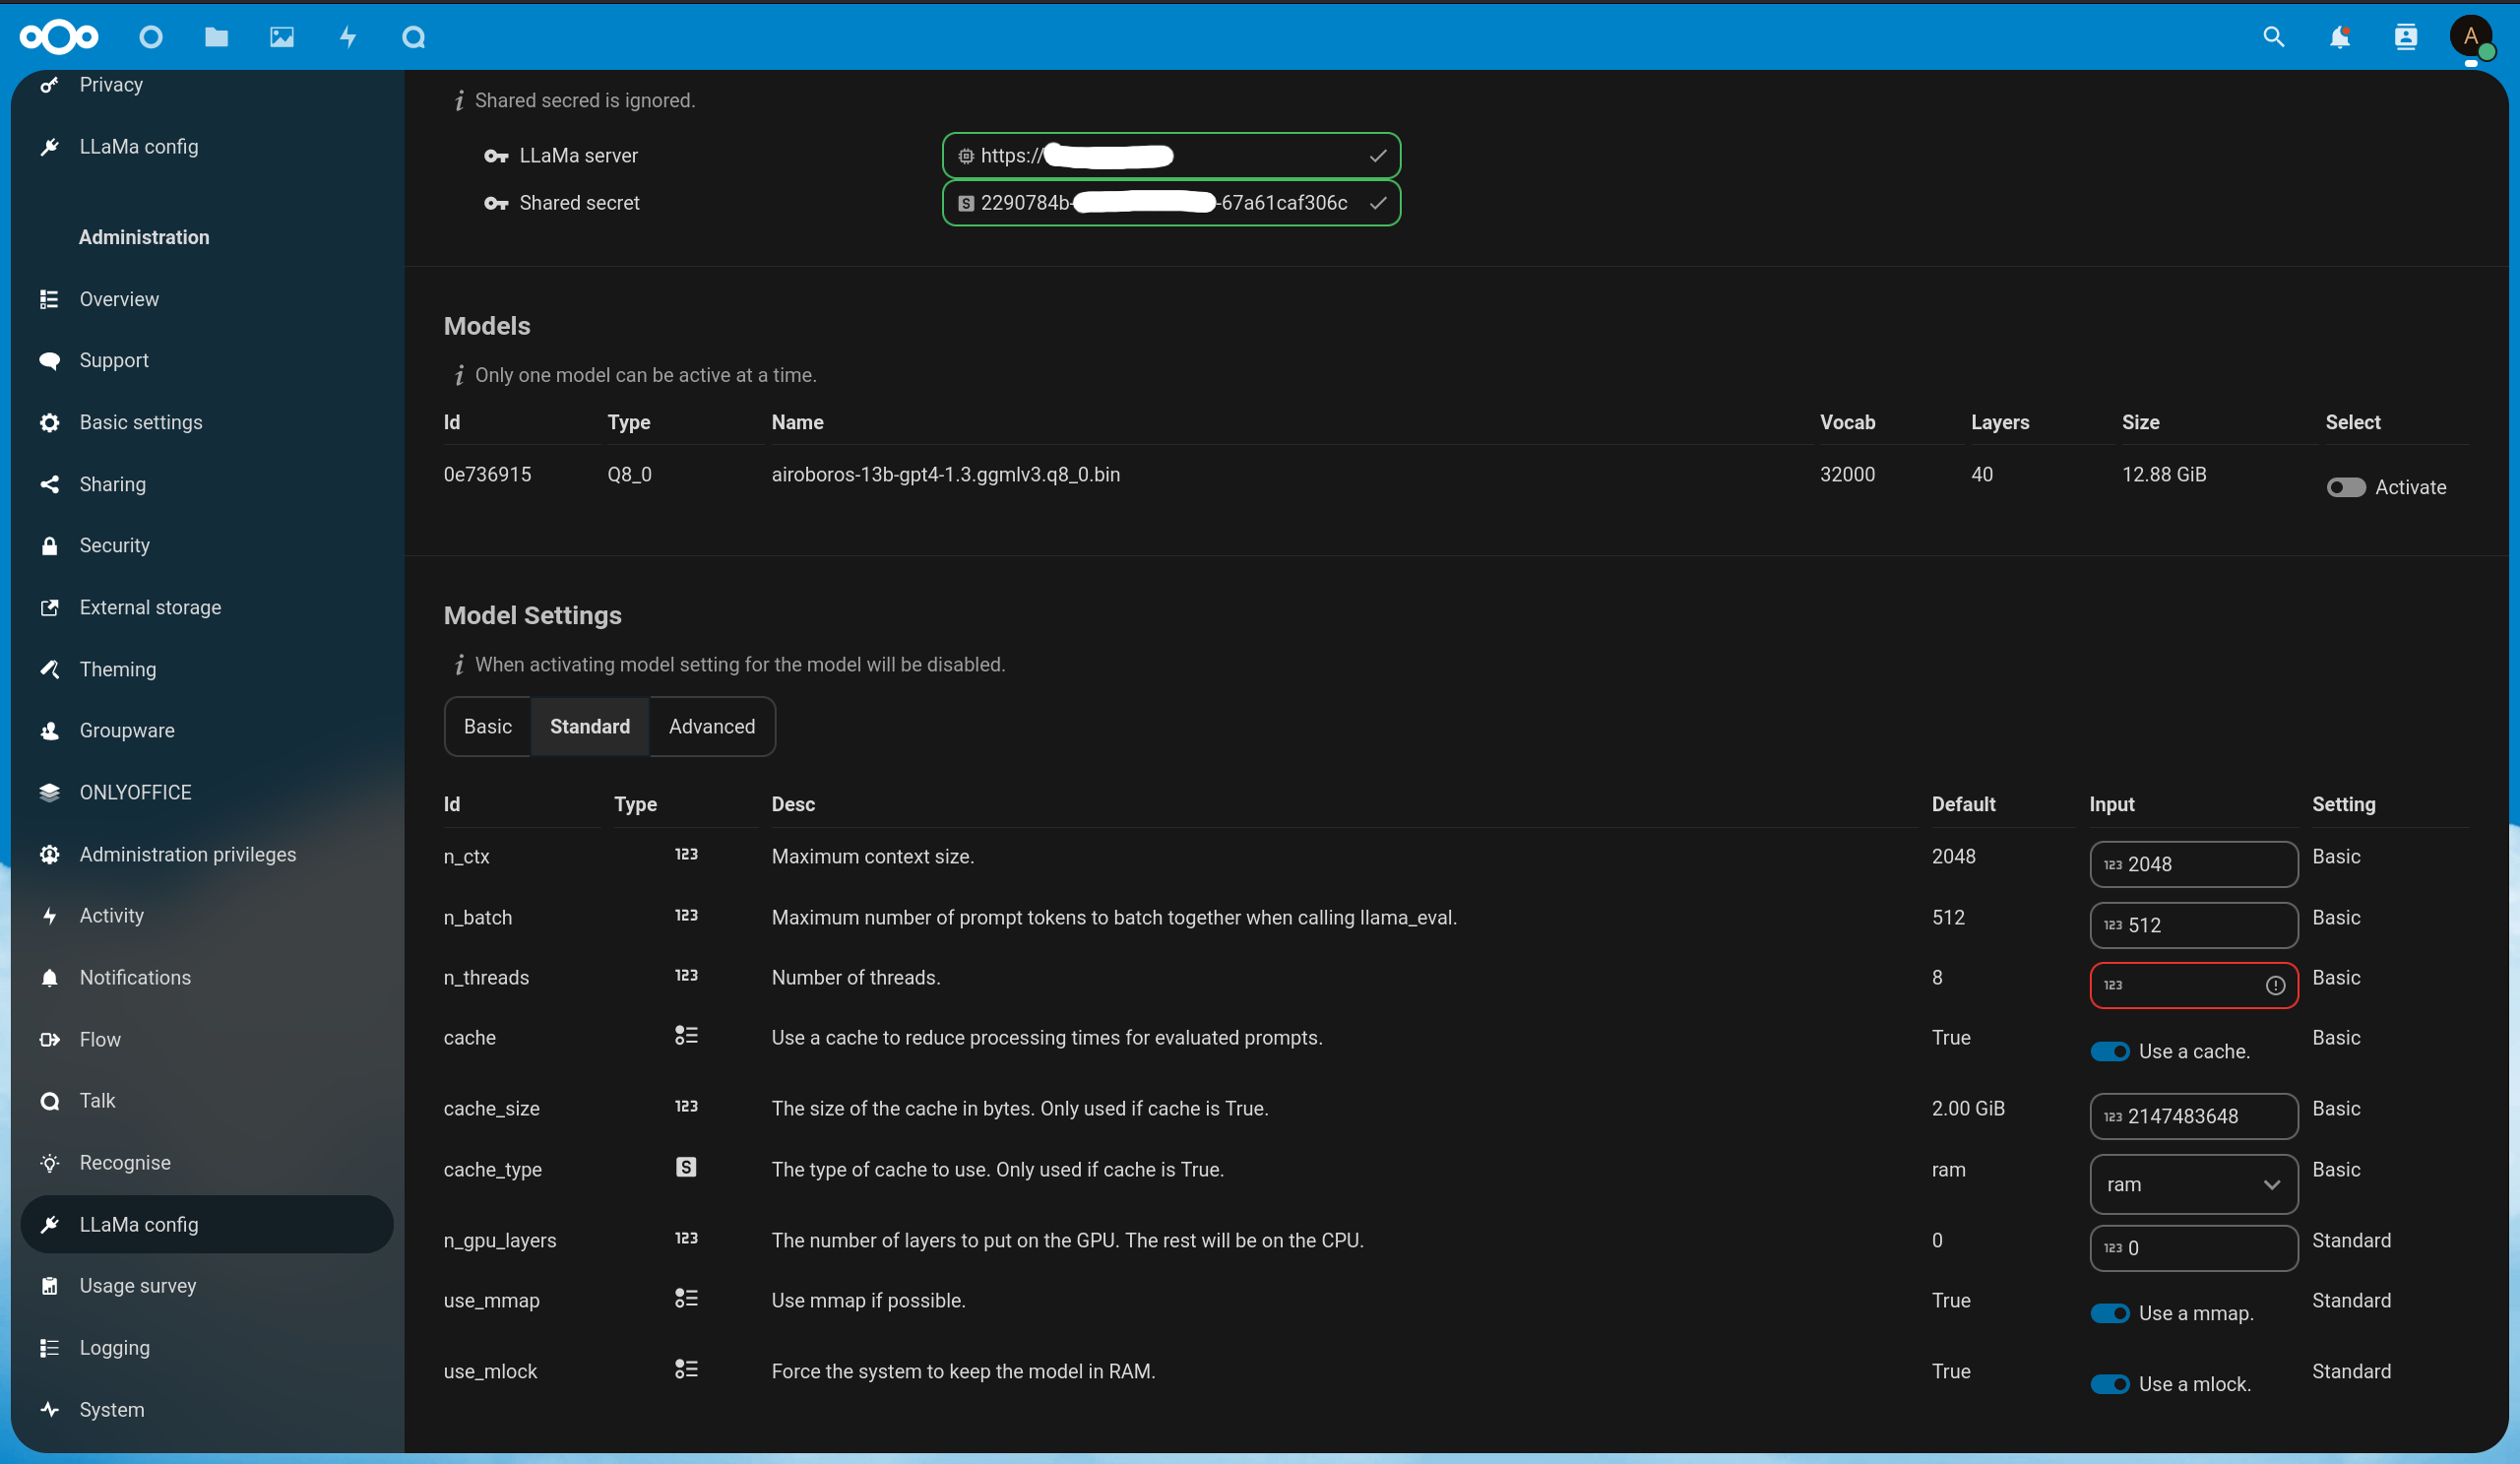 A
Privacy
LLaMa config
Administration
Overview
Support
Basic settings
Sharing
Security
External storage
Theming
Groupware
ONLYOFFICE
Administration privileges
Activity
Notifications
Flow
Talk
Recognise
LLaMa config
Usage survey
Logging
System
i Shared secred is ignored.
LLaMa server https://
Shared secret S 2290784b- -67a61caf306c
Models
i Only one model can be active at a time.
Id Type Name Vocab Layers Size Select
0e736915 Q8_0 airoboros-13b-gpt4-1.3.ggmlv3.q8_0.bin 32000 40 12.88 GiB Activate
Model Settings
i When activating model setting for the model will be disabled.
Basic Standard Advanced
Id Type Desc Default Input Setting
n_ctx 123 Maximum context size. 2048 123 2048 Basic
n_batch 123 Maximum number of prompt tokens to batch together when calling llama_eval. 512 123 512 Basic
n_threads 123 Number of threads. 8 123 Basic
cache Use a cache to reduce processing times for evaluated prompts. True Use a cache. Basic
cache_size 123 The size of the cache in bytes. Only used if cache is True. 2.00 GiB 123 2147483648 Basic
cache_type S The type of cache to use. Only used if cache is True. ram ram Basic
n_gpu_layers 123 The number of layers to put on the GPU. The rest will be on the CPU. 0 123 0 Standard
use_mmap Use mmap if possible. True Use a mmap. Standard
use_mlock Force the system to keep the model in RAM. True Use a mlock. Standard